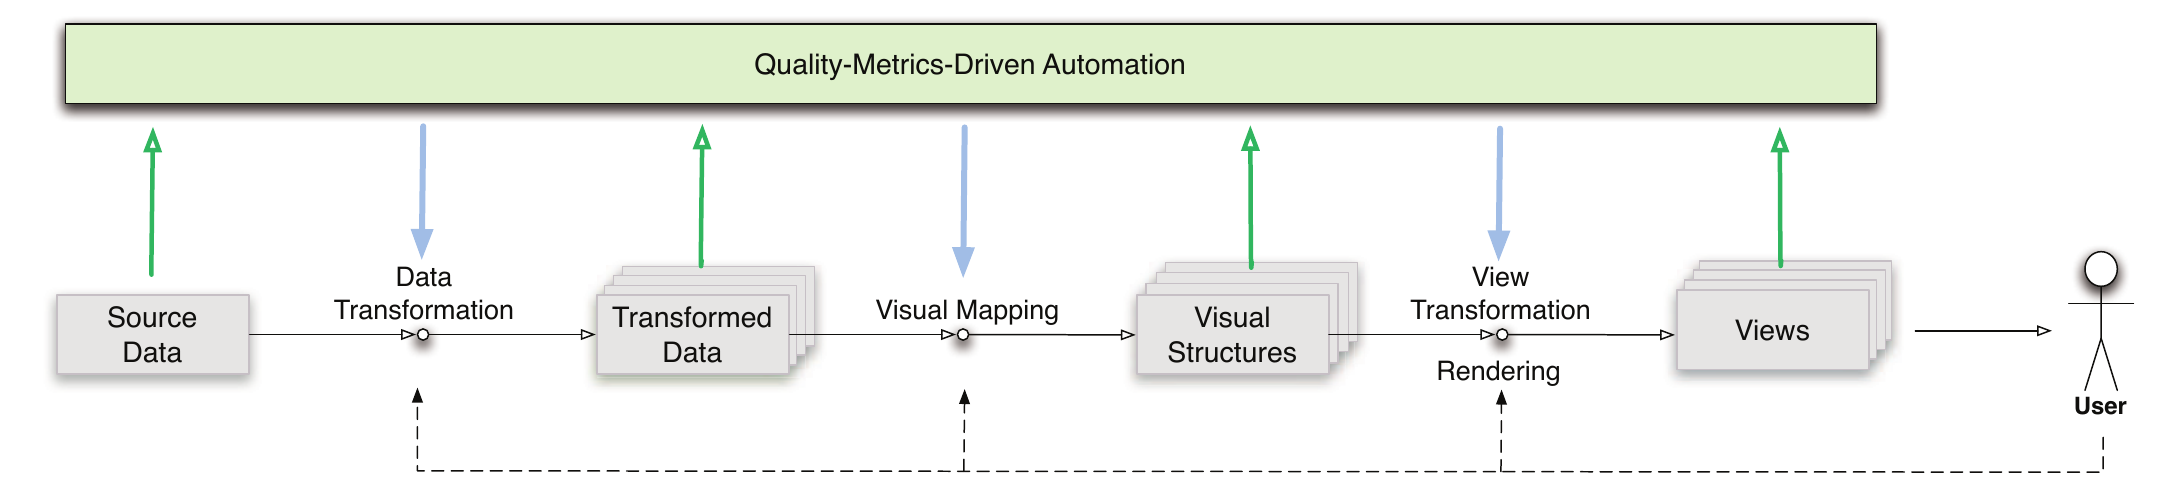 Quality-Metrics-Driven Automation
Source
Data
Data
Transformation
Transformed
Data
Visual Mapping
Visual
Structures
View
Transformation
Rendering
Views
User